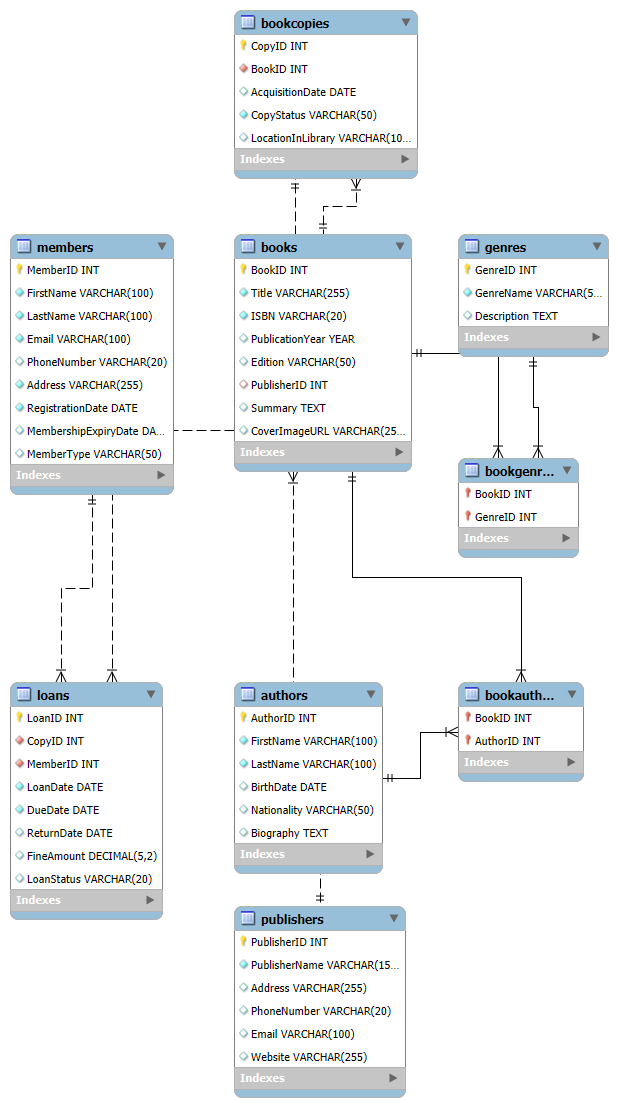 bookcopies
CopyID INT
BookID INT
AcquisitionDate DATE
CopyStatus VARCHAR(50)
LocationInLibrary VARCHAR(10...
Indexes
members
MemberID INT
FirstName VARCHAR(100)
LastName VARCHAR(100)
Email VARCHAR(100)
PhoneNumber VARCHAR(20)
Address VARCHAR(255)
RegistrationDate DATE
MembershipExpiryDate DA...
MemberType VARCHAR(50)
Indexes
books
BookID INT
Title VARCHAR(255)
ISBN VARCHAR(20)
PublicationYear YEAR
Edition VARCHAR(50)
PublisherID INT
Summary TEXT
CoverImageURL VARCHAR(25...
Indexes
genres
GenreID INT
GenreName VARCHAR(5...
Description TEXT
Indexes
bookgenr...
BookID INT
GenreID INT
Indexes
loans
LoanID INT
CopyID INT
MemberID INT
LoanDate DATE
DueDate DATE
ReturnDate DATE
FineAmount DECIMAL(5,2)
LoanStatus VARCHAR(20)
Indexes
authors
AuthorID INT
FirstName VARCHAR(100)
LastName VARCHAR(100)
BirthDate DATE
Nationality VARCHAR(50)
Biography TEXT
Indexes
bookauth...
BookID INT
AuthorID INT
Indexes
publishers
PublisherID INT
PublisherName VARCHAR(15...
Address VARCHAR(255)
PhoneNumber VARCHAR(20)
Email VARCHAR(100)
Website VARCHAR(255)
Indexes